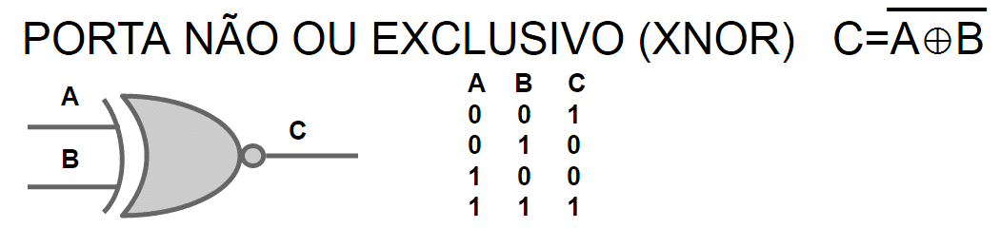 PORTA NÃO OU EXCLUSIVO (XNOR) C=A̅⊕̅B̅
A B C
A
0 0 1
C
0 1 0
B
1 0 0
1 1 1